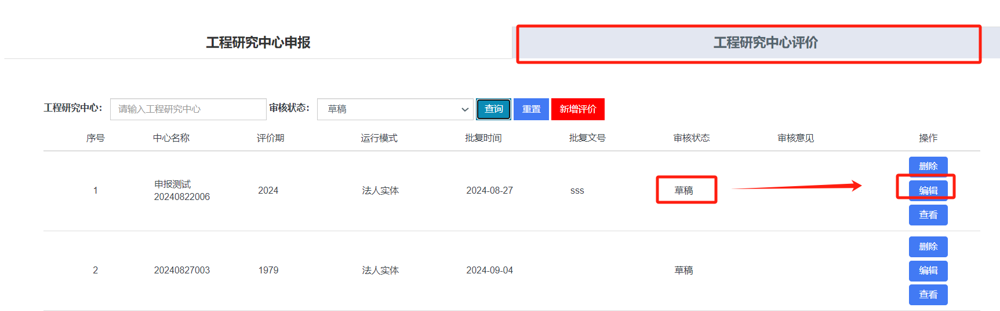 工程研究中心申报
工程研究中心评价
工程研究中心： 请输入工程研究中心 审核状态： 草稿 查询 重置 新增评价
序号 中心名称 评价期 运行模式 批复时间 批复文号 审核状态 审核意见 操作
删除
1 申报测试 2024 法人实体 2024-08-27 sss 草稿 编辑
20240822006
查看
删除
2 20240827003 1979 法人实体 2024-09-04 草稿 编辑
查看